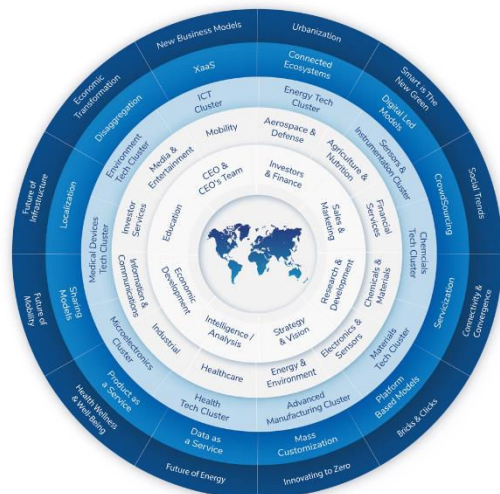 New Business Models
Urbanization
Smart is The
New Green
Social Trends
Connectivity &
Convergence
Bricks & Clicks
Innovating to Zero
Future of Energy
Health Wellness
& Well-Being
Future of
Mobility
Future of
Infrastructure
Economic
Transformation
XaaS
Connected
Ecosystems
Digital Led
Models
CrowdSourcing
Servicization
Platform
Based Models
Mass
Customization
Data as
a Service
Product as
a Service
Sharing
Models
Localization
Disaggregation
ICT
Cluster
Energy Tech
Cluster
Sensors &
Instrumentation Cluster
Chemcials
Tech Cluster
Materials
Tech Cluster
Advanced
Manufacturing Cluster
Health
Tech Cluster
Microelectronics
Cluster
Medical Devices
Tech Cluster
Environment
Tech Cluster
Mobility
Aerospace &
Defense
Agriculture &
Nutrition
Financial
Services
Chemicals &
Materials
Electronics &
Sensors
Energy &
Environment
Healthcare
Industrial
Information &
Communications
Investor
Services
Media &
Entertainment
CEO &
CEO's Team
Investors
& Finance
Sales &
Marketing
Research &
Development
Strategy
& Vision
Intelligence /
Analysis
Economic
Development
Education